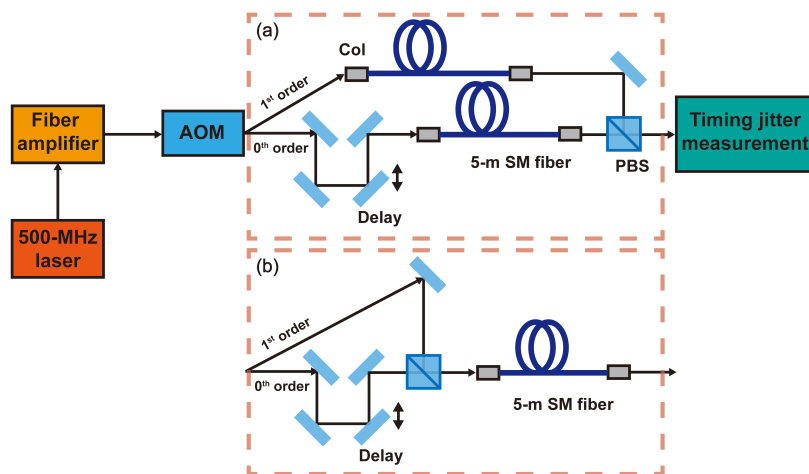 (a)
Col
1st order
Fiber
amplifier
AOM
0th order
5-m SM fiber
PBS
Timing jitter
measurement
Delay
500-MHz
laser
(b)
1st order
0th order
5-m SM fiber
Delay